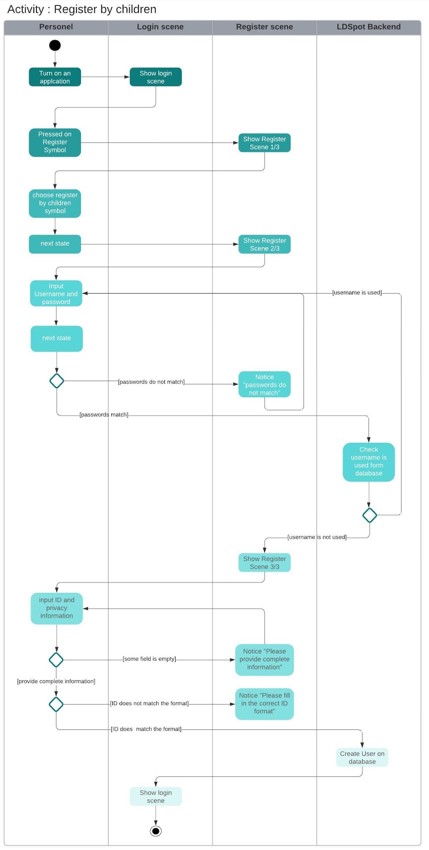 Activity : Register by children
Personel
Login scene
Register scene
LDSpot Backend
Turn on an
applcation
Show login
scene
Pressed on
Register
Symbol
Show Register
Scene 1/3
choose register
by children
symbol
next state
Show Register
Scene 2/3
Input
Username and
password
[username is used]
next state
[passwords do not match]
Notice
"passwords do
not match"
[passwords match]
Check
username is
used form
database
[username is not used]
Show Register
Scene 3/3
input ID and
privacy
information
[some field is empty]
Notice "Please
provide complete
information"
[provide complete information]
[ID does not match the format]
Notice "Please fill
in the correct ID
format"
[ID does  match the format]
Create User on
database
Show login
scene